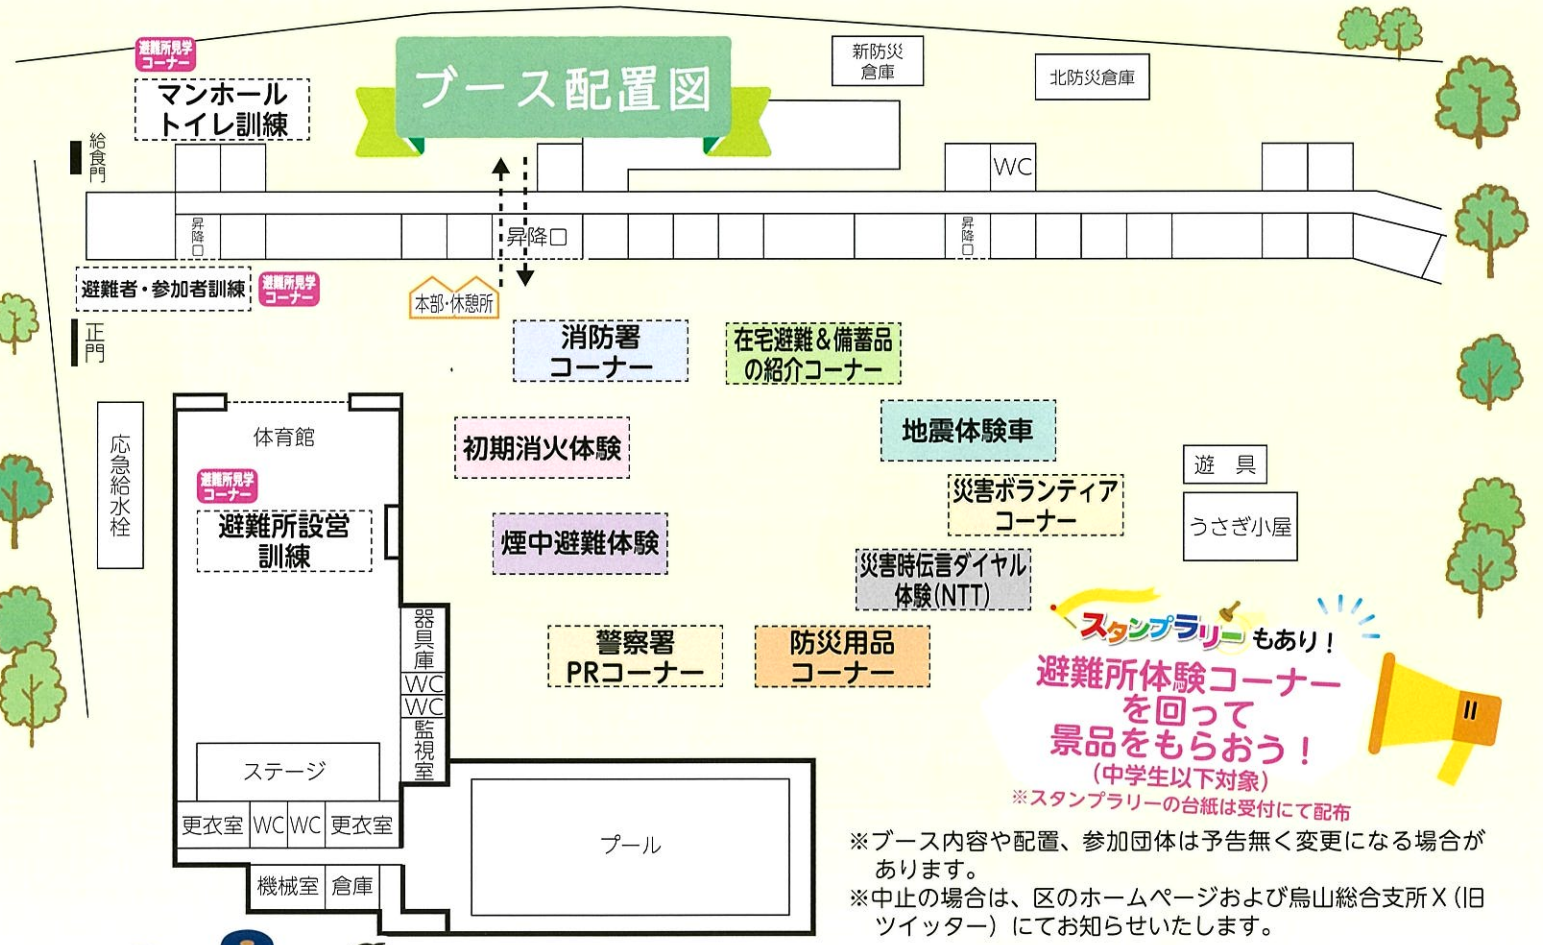 ブース配置図
避難所見学
コーナー
マンホール
トイレ訓練
給食門
新防災
倉庫
北防災倉庫
WC
昇降口
昇降口
昇降口
避難者・参加者訓練
避難所見学
コーナー
本部・休憩所
正門
消防署
コーナー
在宅避難&備蓄品
の紹介コーナー
応急給水栓
体育館
避難所見学
コーナー
避難所設営
訓練
初期消火体験
地震体験車
災害ボランティア
コーナー
遊 具
うさぎ小屋
煙中避難体験
災害時伝言ダイヤル
体験(NTT)
警察署
PRコーナー
防災用品
コーナー
器具庫
WC
WC
監視室
ステージ
更衣室
WC
WC
更衣室
機械室
倉庫
プール
スタンプラリーもあり!
避難所体験コーナー
を回って
景品をもらおう!
(中学生以下対象)
※スタンプラリーの台紙は受付にて配布
※ブース内容や配置、参加団体は予告無く変更になる場合が
あります。
※中止の場合は、区のホームページおよび烏山総合支所X(旧
ツイッター)にてお知らせいたします。